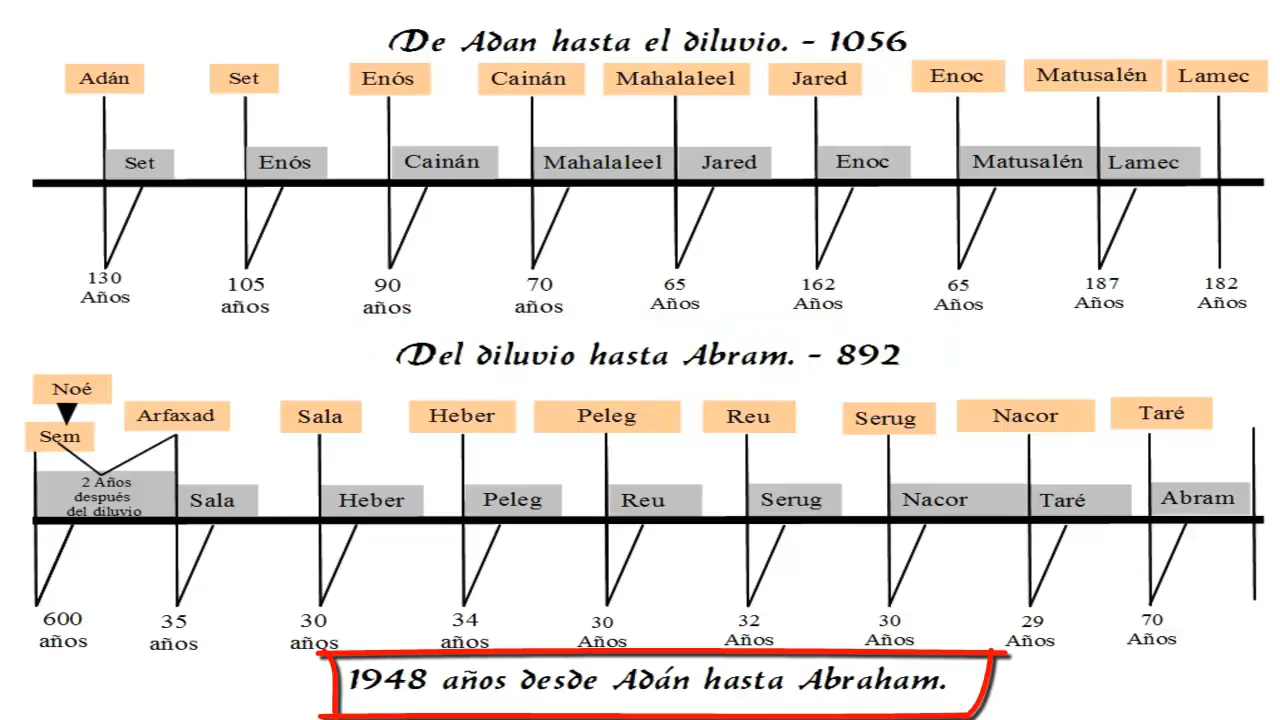 De Adan hasta el diluvio. - 1056
Adán Set Enós Cainán Mahalaleel Jared Enoc Matusalén Lamec
Set Enós Cainán Mahalaleel Jared Enoc Matusalén Lamec
130 105 90 70 65 162 65 187 182
Años años años años Años Años Años Años Años
Del diluvio hasta Abram. - 892
Noé
Arfaxad Sala Heber Peleg Reu Serug Nacor Taré
Sem
2 Años
después
del diluvio
Sala Heber Peleg Reu Serug Nacor Taré Abram
600 35 30 34 30 32 30 29 70
años años años años Años Años Años Años Años
1948 años desde Adán hasta Abraham.